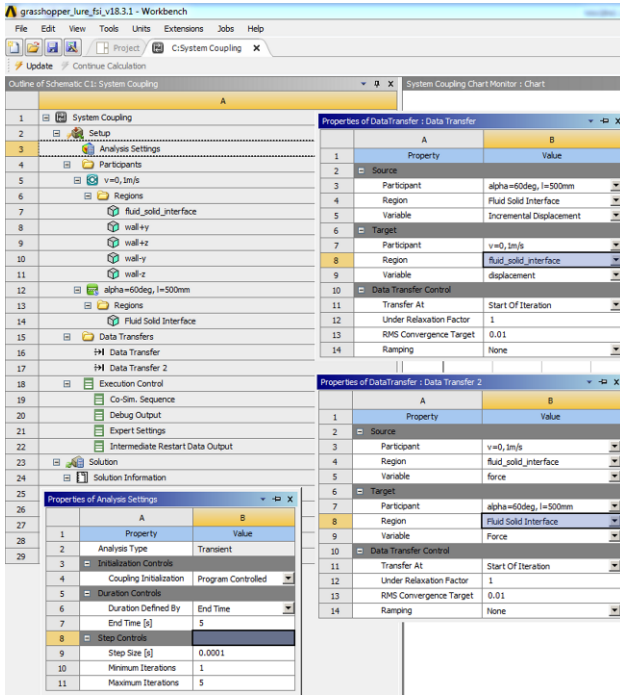 grasshopper_lure_fsi_v18.3.1 - Workbench
File Edit View Tools Units Extensions Jobs Help
Project C:System Coupling X
Update Continue Calculation
Outline of Schematic C1: System Coupling
System Coupling Chart Monitor : Chart
A
1 System Coupling
2 Setup
3 Analysis Settings
4 Participants
5 v=0, 1m/s
6 Regions
7 fluid_solid_interface
8 wall+y
9 wall+z
10 wall-y
11 wall-z
12 alpha=60deg, l=500mm
13 Regions
14 Fluid Solid Interface
15 Data Transfers
16 Data Transfer
17 Data Transfer 2
18 Execution Control
19 Co-Sim. Sequence
20 Debug Output
21 Expert Settings
22 Intermediate Restart Data Output
23 Solution
24 Solution Information
25
26
27
28
29
Properties of Analysis Settings
A B
1 Property Value
2 Analysis Type Transient
3 Initialization Controls
4 Coupling Initialization Program Controlled
5 Duration Controls
6 Duration Defined By End Time
7 End Time [s] 5
8 Step Controls
9 Step Size [s] 0.0001
10 Minimum Iterations 1
11 Maximum Iterations 5
Properties of DataTransfer : Data Transfer
A B
1 Property Value
2 Source
3 Participant alpha=60deg, l=500mm
4 Region Fluid Solid Interface
5 Variable Incremental Displacement
6 Target
7 Participant v=0, 1m/s
8 Region fluid_solid_interface
9 Variable displacement
10 Data Transfer Control
11 Transfer At Start Of Iteration
12 Under Relaxation Factor 1
13 RMS Convergence Target 0.01
14 Ramping None
Properties of DataTransfer : Data Transfer 2
A B
1 Property Value
2 Source
3 Participant v=0, 1m/s
4 Region fluid_solid_interface
5 Variable force
6 Target
7 Participant alpha=60deg, l=500mm
8 Region Fluid Solid Interface
9 Variable Force
10 Data Transfer Control
11 Transfer At Start Of Iteration
12 Under Relaxation Factor 1
13 RMS Convergence Target 0.01
14 Ramping None